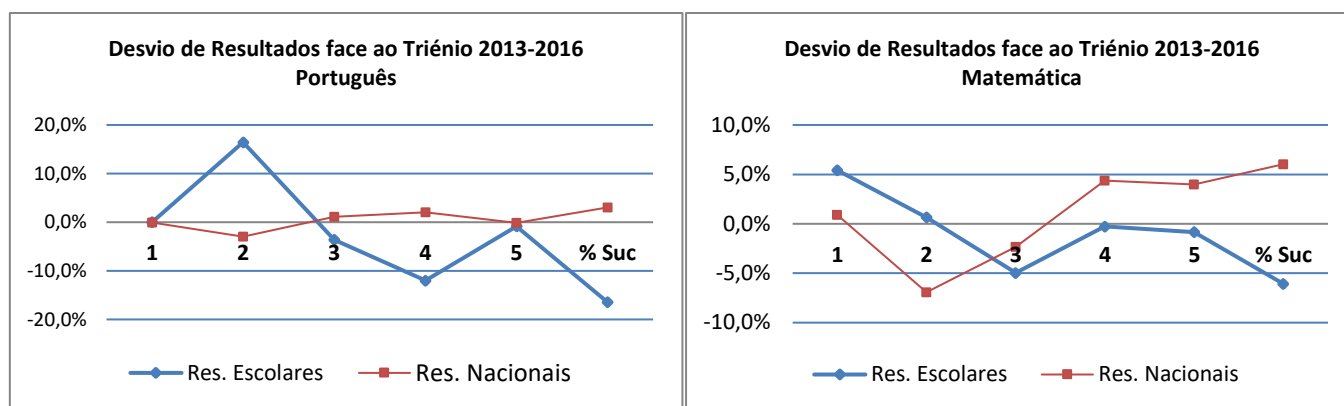 Desvio de Resultados face ao Triénio 2013-2016
Português
20,0%
10,0%
0,0%
-10,0%
-20,0%
1 2 3 4 5 % Suc
Res. Escolares Res. Nacionais
Desvio de Resultados face ao Triénio 2013-2016
Matemática
10,0%
5,0%
0,0%
-5,0%
-10,0%
1 2 3 4 5 % Suc
Res. Escolares Res. Nacionais